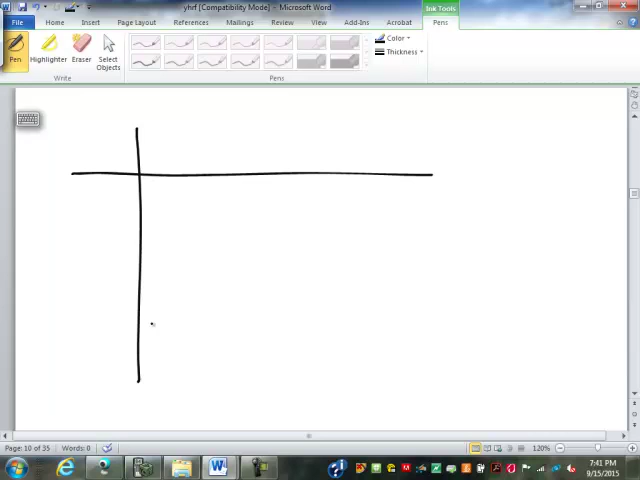 yhrf [Compatibility Mode] - Microsoft Word
Ink Tools
File Home Insert Page Layout References Mailings Review View Add-Ins Acrobat Pens
Pen Highlighter Eraser Select Objects
Color
Thickness
Write Pens
Page: 10 of 35 Words: 0 120%
7:41 PM
9/15/2015